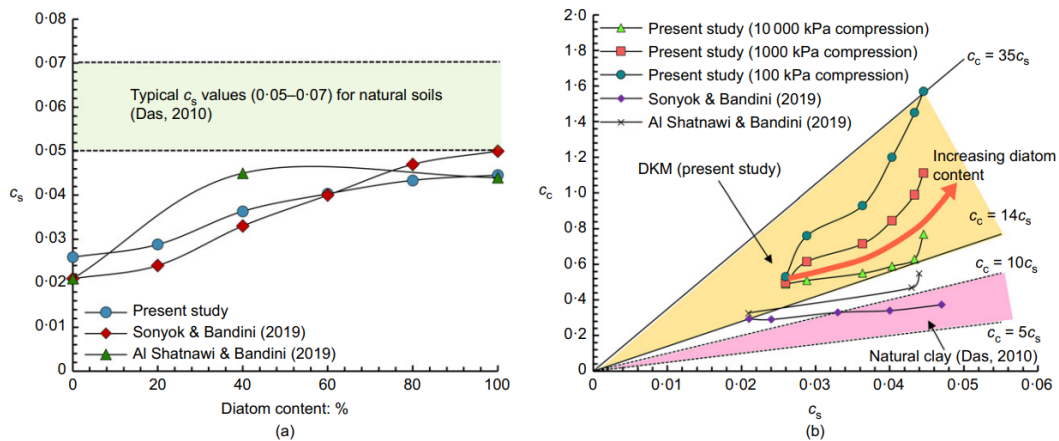 0·08
0·07
0·06
0·05
0·04
0·03
0·02
0·01
0
cs
Typical cs values (0·05–0·07) for natural soils
(Das, 2010)
Present study
Sonyok & Bandini (2019)
Al Shatnawi & Bandini (2019)
0
20
40
60
80
100
Diatom content: %
(a)
2·0
1·8
1·6
1·4
1·2
1·0
0·8
0·6
0·4
0·2
0
cc
Present study (10 000 kPa compression)
Present study (1000 kPa compression)
Present study (100 kPa compression)
Sonyok & Bandini (2019)
Al Shatnawi & Bandini (2019)
cc = 35cs
DKM (present study)
Increasing diatom
content
cc = 14cs
cc = 10cs
cc = 5cs
Natural clay (Das, 2010)
0
0·01
0·02
0·03
0·04
0·05
0·06
cs
(b)